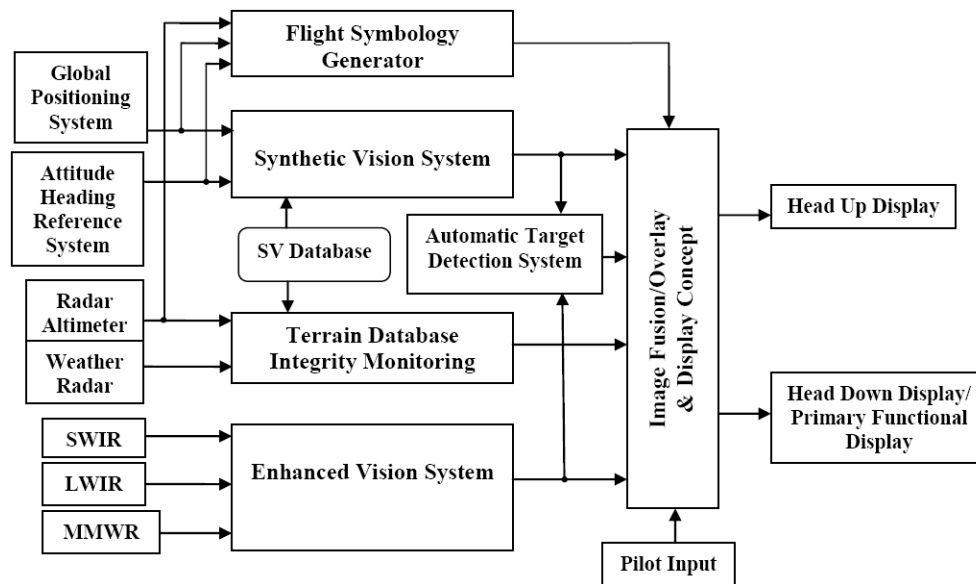 Flight Symbology
Generator
Global
Positioning
System
Synthetic Vision System
Attitude
Heading
Reference
System
SV Database
Automatic Target
Detection System
Radar
Altimeter
Terrain Database
Integrity Monitoring
Weather
Radar
SWIR
LWIR
MMWR
Enhanced Vision System
Image Fusion/Overlay
& Display Concept
Head Up Display
Head Down Display/
Primary Functional
Display
Pilot Input